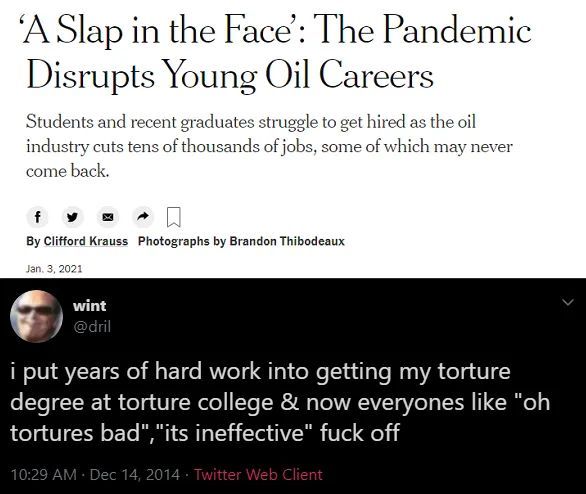 ‘A Slap in the Face’: The Pandemic
Disrupts Young Oil Careers
Students and recent graduates struggle to get hired as the oil
industry cuts tens of thousands of jobs, some of which may never
come back.
By Clifford Krauss Photographs by Brandon Thibodeaux
Jan. 3, 2021
wint
@dril
i put years of hard work into getting my torture
degree at torture college & now everyones like "oh
tortures bad","its ineffective" fuck off
10:29 AM · Dec 14, 2014 · Twitter Web Client